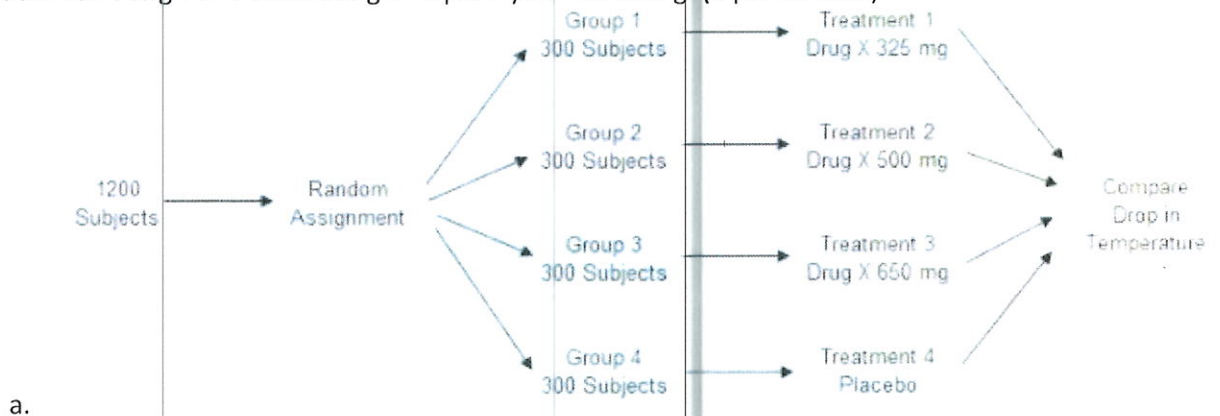 Group 1
300 Subjects
Treatment 1
Drug X 325 mg
Group 2
300 Subjects
Treatment 2
Drug X 500 mg
1200
Subjects
Random
Assignment
Compare
Drop in
Temperature
Group 3
300 Subjects
Treatment 3
Drug X 650 mg
Group 4
300 Subjects
Treatment 4
Placebo
a.